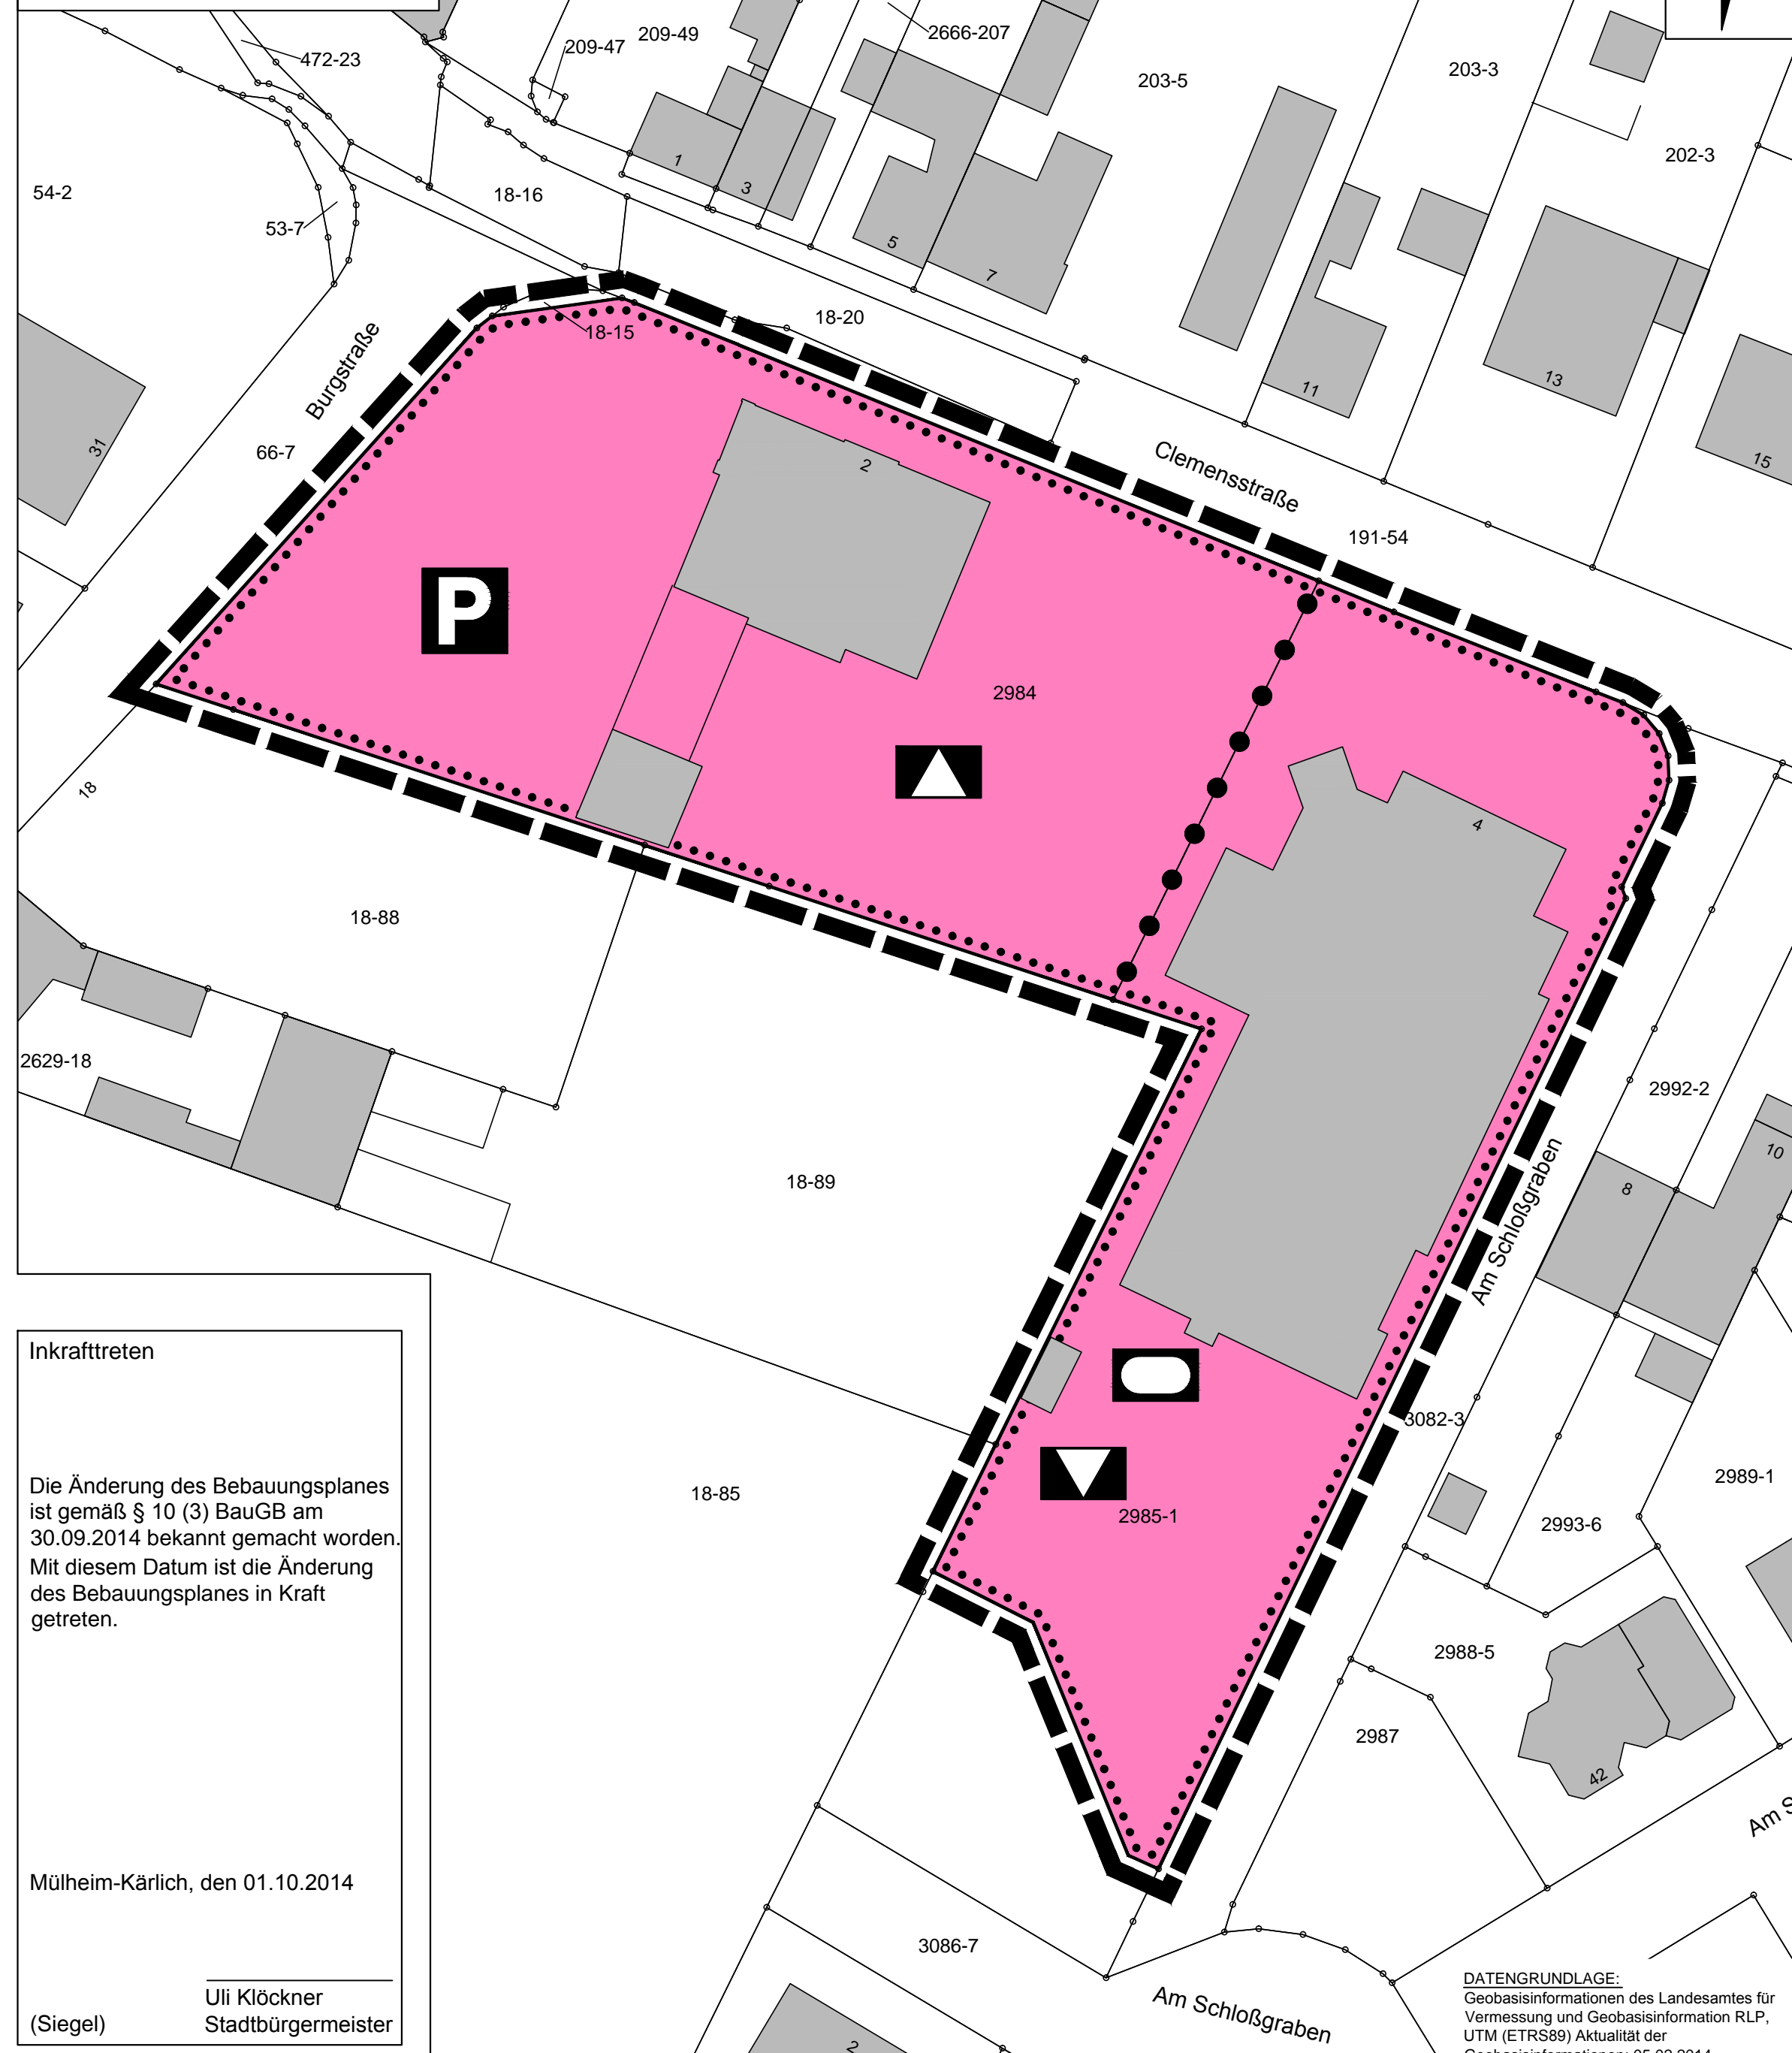 472-23
209-47
209-49
2666-207
203-5
203-3
202-3
54-2
53-7
18-16
1
3
5
7
11
13
15
18-15
18-20
Burgstraße
31
66-7
2
Clemensstraße
191-54
P
2984
18
4
18-88
2629-18
2992-2
10
8
18-89
Am Schloßgraben
3082-3
2989-1
18-85
2985-1
2993-6
2988-5
2987
42
Am S
3086-7
Am Schloßgraben
2
Inkrafttreten
Die Änderung des Bebauungsplanes
ist gemäß § 10 (3) BauGB am
30.09.2014 bekannt gemacht worden.
Mit diesem Datum ist die Änderung
des Bebauungsplanes in Kraft
getreten.
Mülheim-Kärlich, den 01.10.2014
Uli Klöckner
(Siegel) Stadtbürgermeister
DATENGRUNDLAGE:
Geobasisinformationen des Landesamtes für
Vermessung und Geobasisinformation RLP,
UTM (ETRS89) Aktualität der
Geobasisinformationen: 05.02.2014